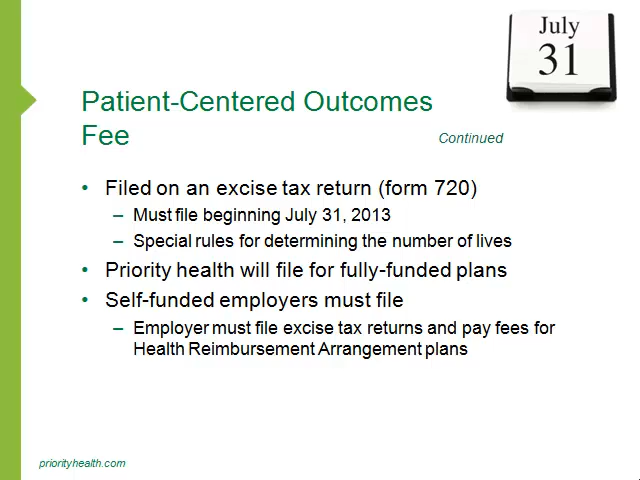 July
31
Patient-Centered Outcomes
Fee
Continued
• Filed on an excise tax return (form 720)
– Must file beginning July 31, 2013
– Special rules for determining the number of lives
• Priority health will file for fully-funded plans
• Self-funded employers must file
– Employer must file excise tax returns and pay fees for
Health Reimbursement Arrangement plans
priorityhealth.com